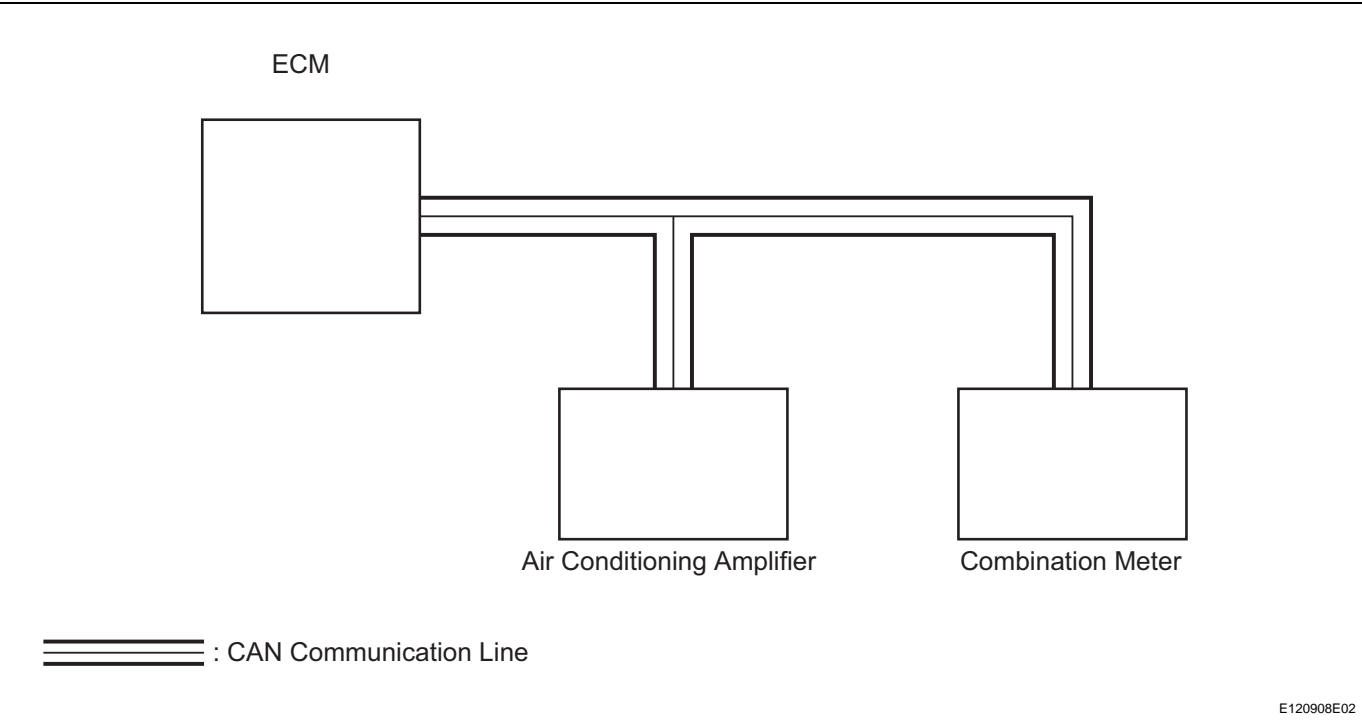 ECM
Air Conditioning Amplifier
Combination Meter
: CAN Communication Line
E120908E02